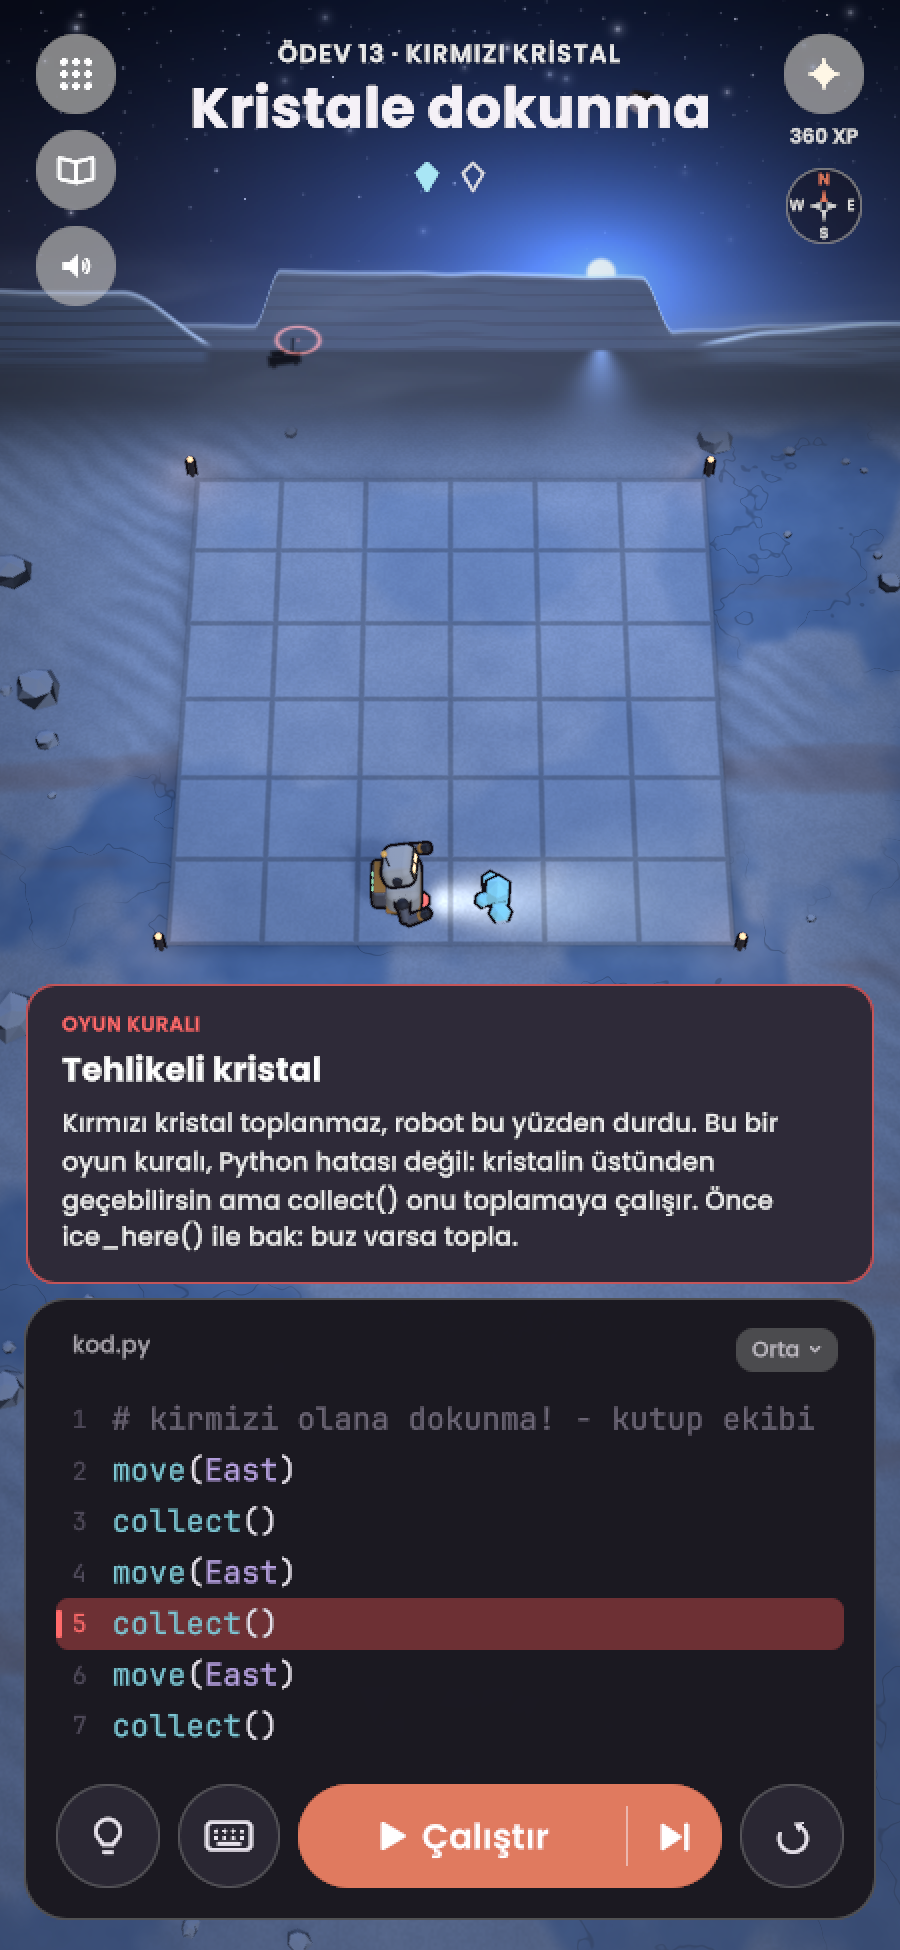 ÖDEV 13 · KIRMIZI KRİSTAL
Kristale dokunma
360 XP
N
W E
S
OYUN KURALI
Tehlikeli kristal
Kırmızı kristal toplanmaz, robot bu yüzden durdu. Bu bir
oyun kuralı, Python hatası değil: kristalin üstünden
geçebilirsin ama collect() onu toplamaya çalışır. Önce
ice_here() ile bak: buz varsa topla.
kod.py
Orta
1 # kirmizi olana dokunma! - kutup ekibi
2 move(East)
3 collect()
4 move(East)
5 collect()
6 move(East)
7 collect()
Çalıştır